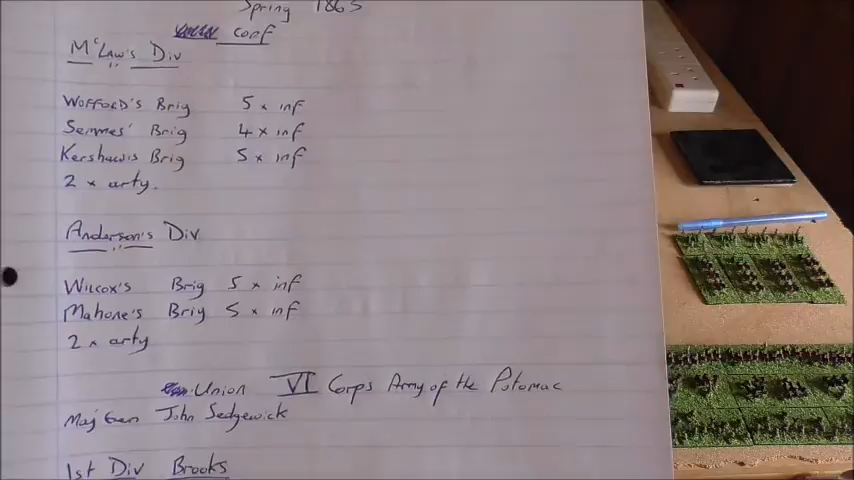 Spring 1863
Conf
McLaw's Div
Wofford's Brig 5 x inf
Semmes' Brig 4 x inf
Kershaw's Brig 5 x inf
2 x arty.
Anderson's Div
Wilcox's Brig 5 x inf
Mahone's Brig 5 x inf
2 x arty
Union VI Corps Army of the Potomac
Maj Gen John Sedgewick
1st Div Brooks